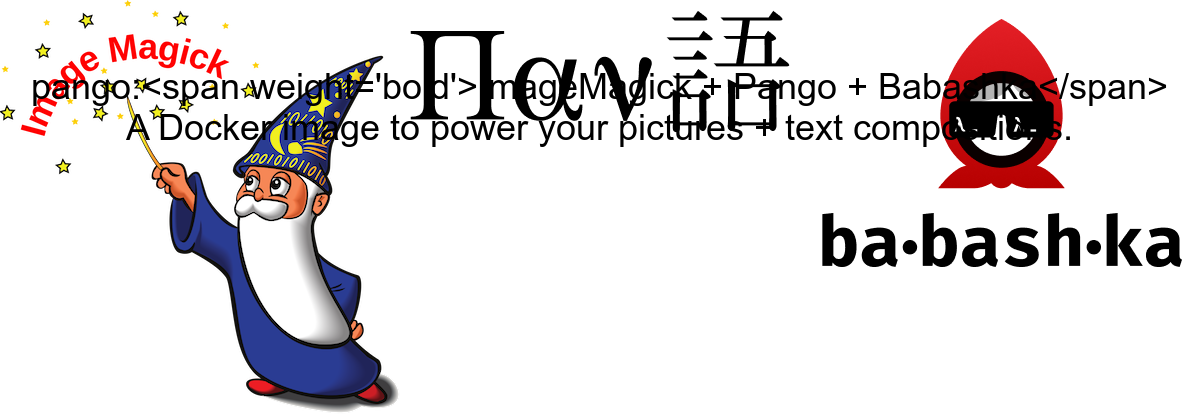 Image Magick
Παν語
pango:<span weight='bold'>ImageMagick + Pango + Babashka</span>
A Docker image to power your pictures + text compositions.
10010101101
ba•bash•ka